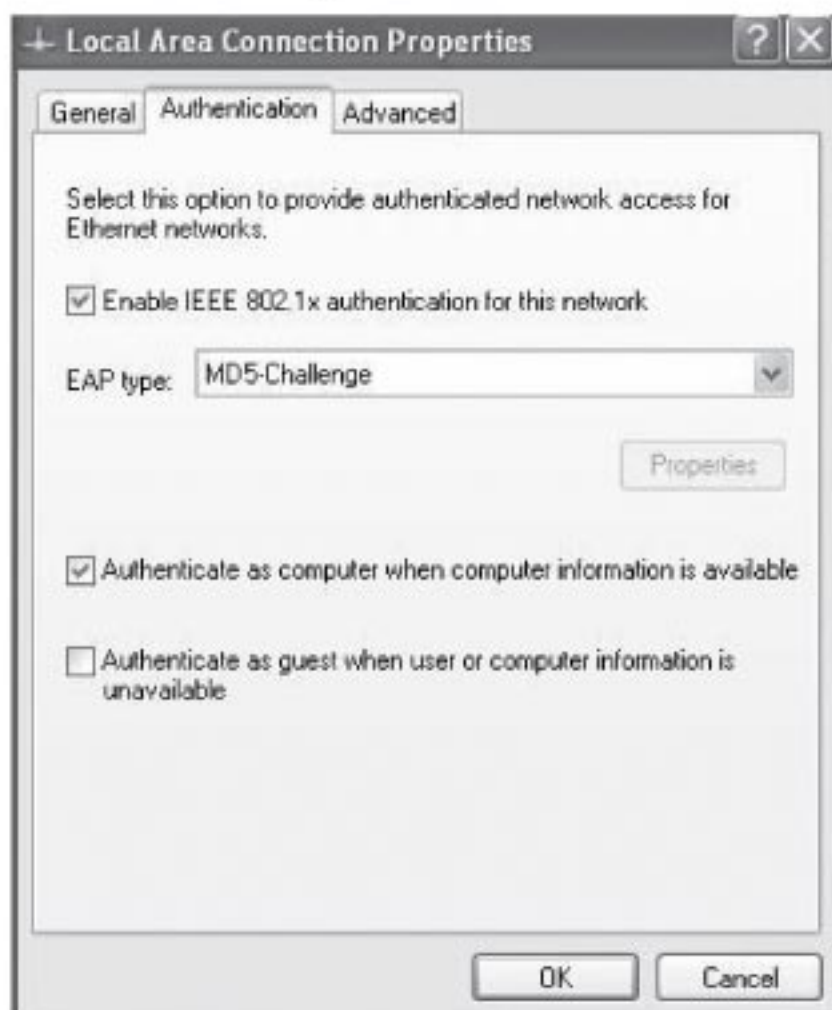 Local Area Connection Properties
General Authentication Advanced
Select this option to provide authenticated network access for
Ethernet networks.
Enable IEEE 802.1x authentication for this network
EAP type: MD5-Challenge
Properties
Authenticate as computer when computer information is available
Authenticate as guest when user or computer information is
unavailable
OK Cancel